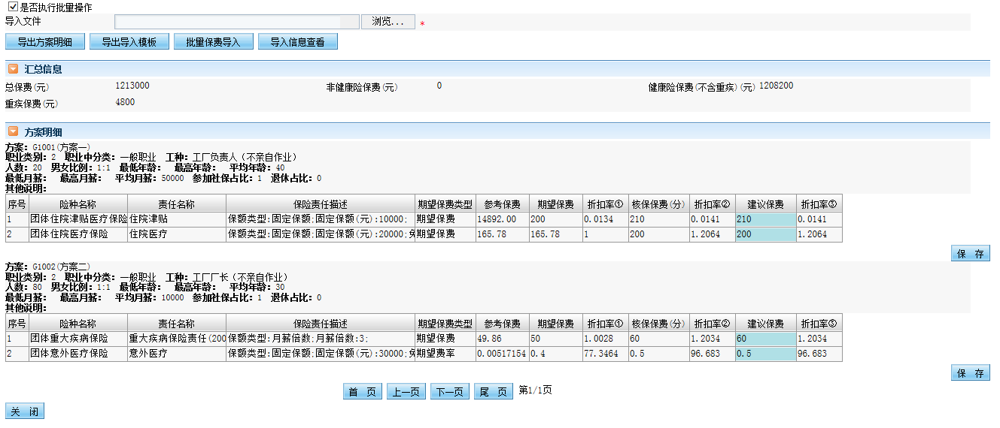 是否执行批量操作
导入文件 浏览... *
导出方案明细 导出导入模板 批量保费导入 导入信息查看
汇总信息
总保费(元) 1213000 非健康险保费(元) 0 健康险保费(不含重疾)(元) 1208200
重疾保费(元) 4800
方案明细
方案: G1001(方案一)
职业类别: 2 职业中分类: 一般职业 工种: 工厂负责人（不亲自作业）
人数: 20 男女比例: 1:1 最低年龄: 最高年龄: 平均年龄: 40
最低月薪: 最高月薪: 平均月薪: 50000 参加社保占比: 1 退休占比: 0
其他说明:
序号 险种名称 责任名称 保险责任描述 期望保费类型 参考保费 期望保费 折扣率① 核保保费(分) 折扣率② 建议保费 折扣率③
1 团体住院津贴医疗保险 住院津贴 保额类型:固定保额;固定保额(元):10000; 期望保费 14892.00 200 0.0134 210 0.0141 210 0.0141
2 团体住院医疗保险 住院医疗 保额类型:固定保额;固定保额(元):20000; 期望保费 165.78 165.78 1 200 1.2064 200 1.2064
保 存
方案: G1002(方案二)
职业类别: 2 职业中分类: 一般职业 工种: 工厂厂长（不亲自作业）
人数: 80 男女比例: 1:1 最低年龄: 最高年龄: 平均年龄: 30
最低月薪: 最高月薪: 平均月薪: 10000 参加社保占比: 1 退休占比: 0
其他说明:
序号 险种名称 责任名称 保险责任描述 期望保费类型 参考保费 期望保费 折扣率① 核保保费(分) 折扣率② 建议保费 折扣率③
1 团体重大疾病保险 重大疾病保险责任(200 保额类型:月薪倍数;月薪倍数:3; 期望保费 49.86 50 1.0028 60 1.2034 60 1.2034
2 团体意外医疗保险 意外医疗 保额类型:固定保额;固定保额(元):30000; 期望费率 0.00517154 0.4 77.3464 0.5 96.683 0.5 96.683
保 存
首 页 上一页 下一页 尾 页 第1/1页
关 闭